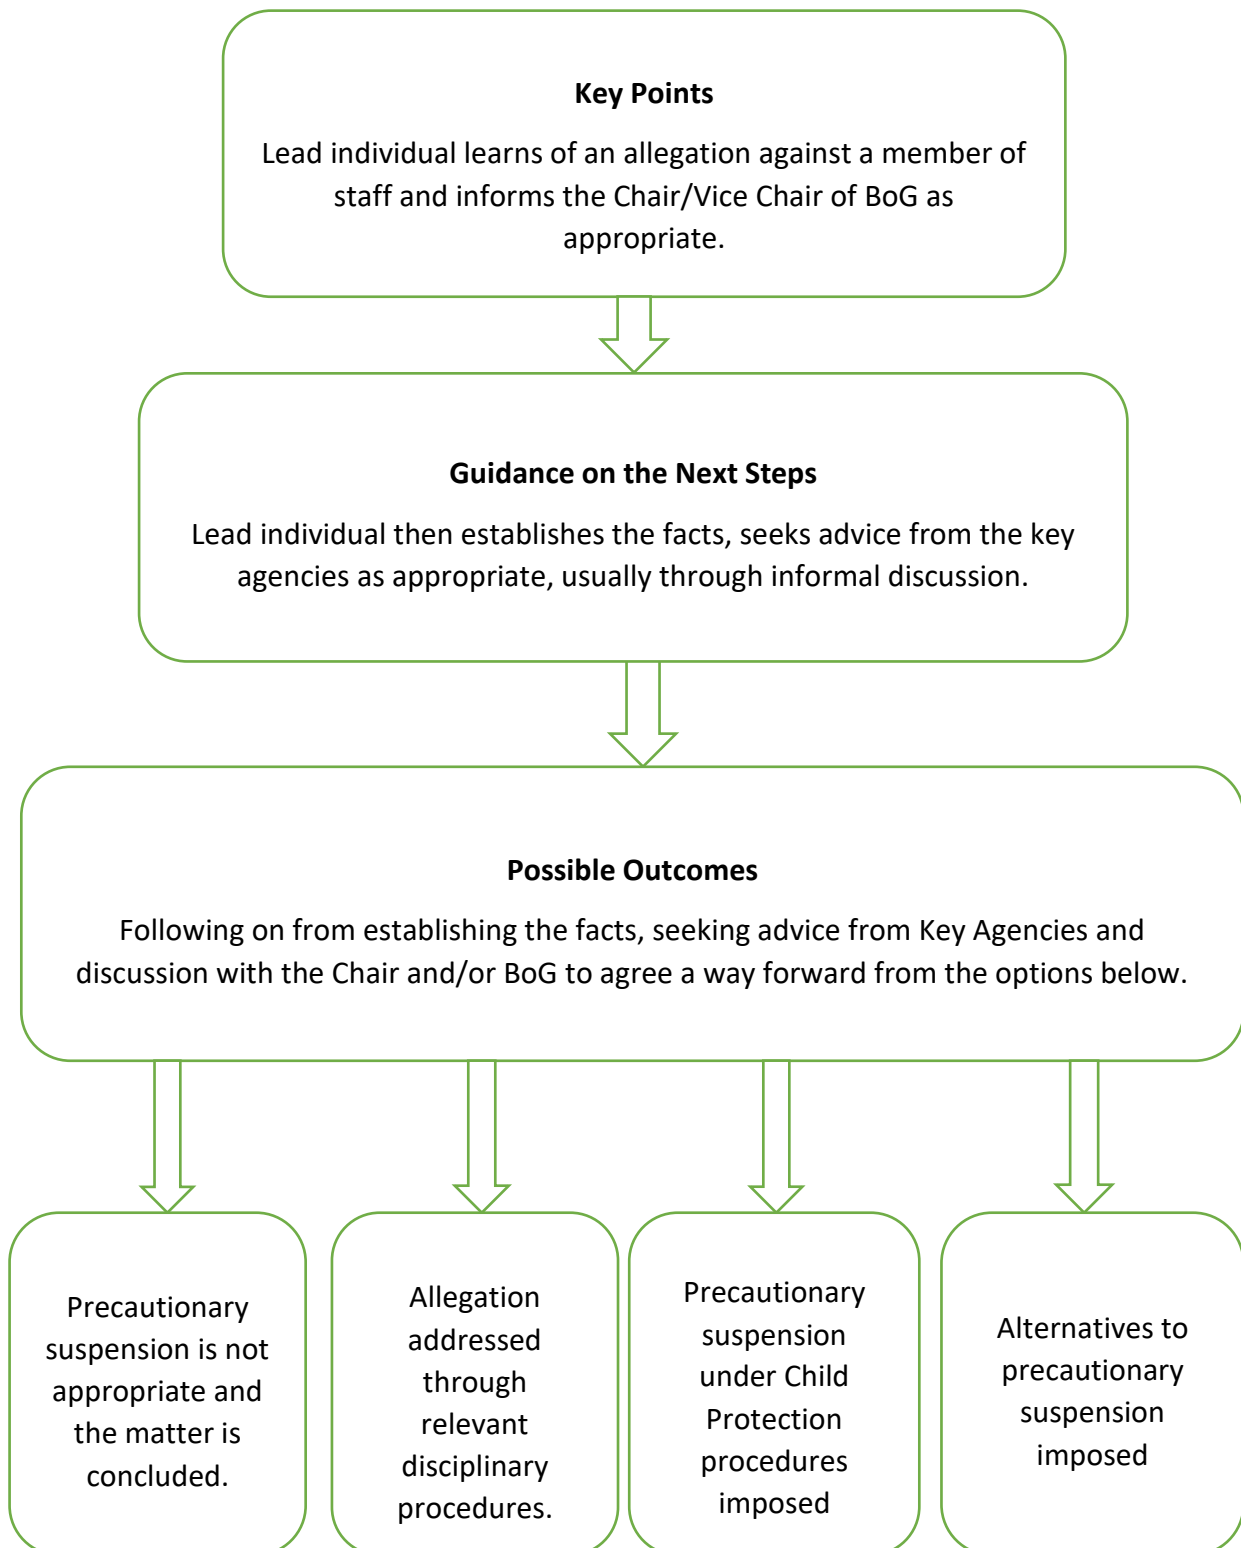 Key Points
Lead individual learns of an allegation against a member of
staff and informs the Chair/Vice Chair of BoG as
appropriate.
Guidance on the Next Steps
Lead individual then establishes the facts, seeks advice from the key
agencies as appropriate, usually through informal discussion.
Possible Outcomes
Following on from establishing the facts, seeking advice from Key Agencies and
discussion with the Chair and/or BoG to agree a way forward from the options below.
Precautionary
suspension is not
appropriate and
the matter is
concluded.
Allegation
addressed
through
relevant
disciplinary
procedures.
Precautionary
suspension
under Child
Protection
procedures
imposed
Alternatives to
precautionary
suspension
imposed